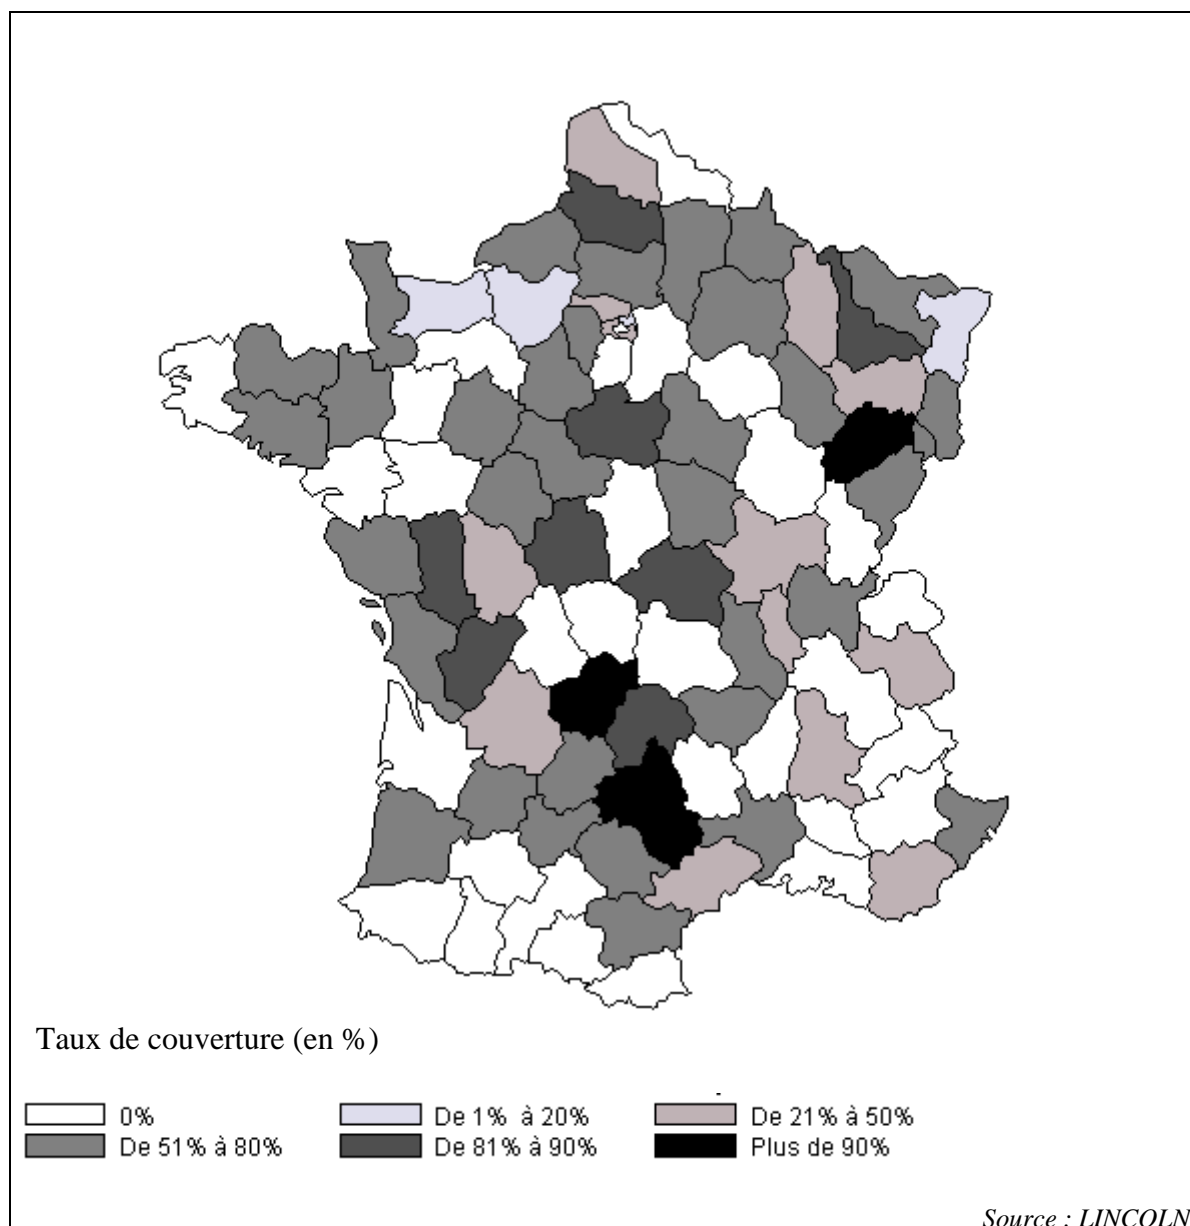 Taux de couverture (en %)
0% De 1% à 20% De 21% à 50%
De 51% à 80% De 81% à 90% Plus de 90%
Source : LINCOLN